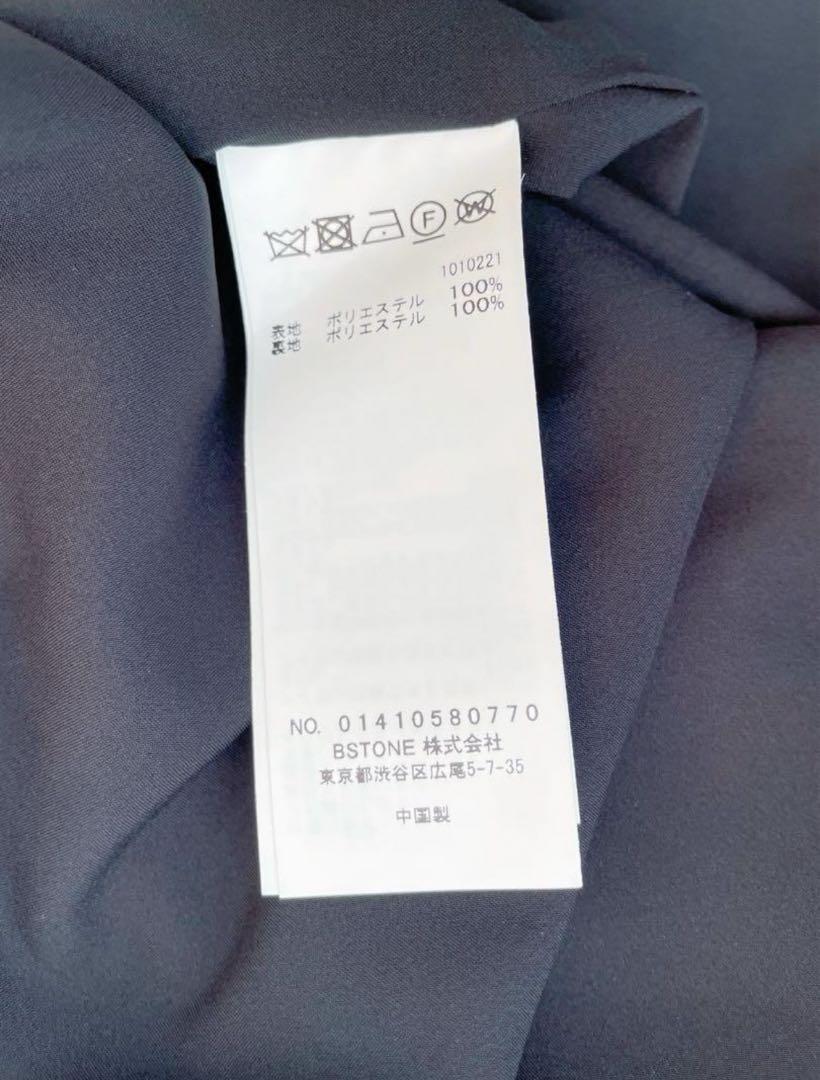 F W
1010221
表地 ポリエステル 100%
裏地 ポリエステル 100%
NO. 01410580770
BSTONE 株式会社
東京都渋谷区広尾5-7-35
中国製